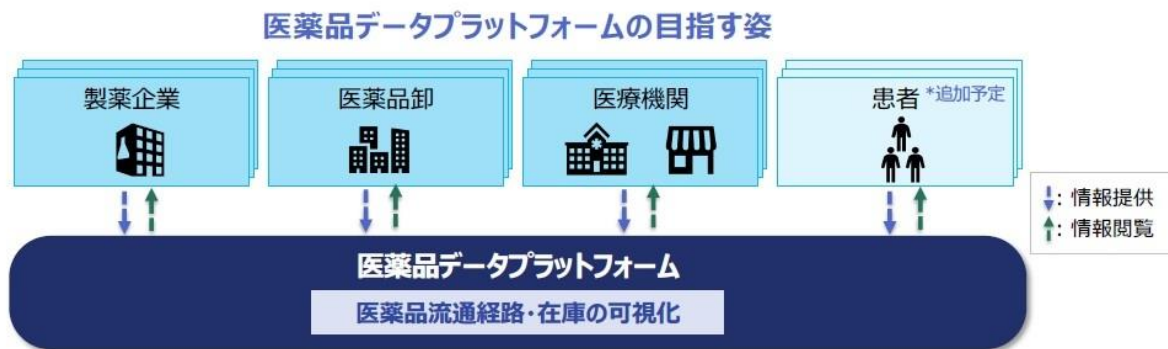 医薬品データプラットフォームの目指す姿
製薬企業
医薬品卸
医療機関
患者 *追加予定
: 情報提供
: 情報閲覧
医薬品データプラットフォーム
医薬品流通経路・在庫の可視化